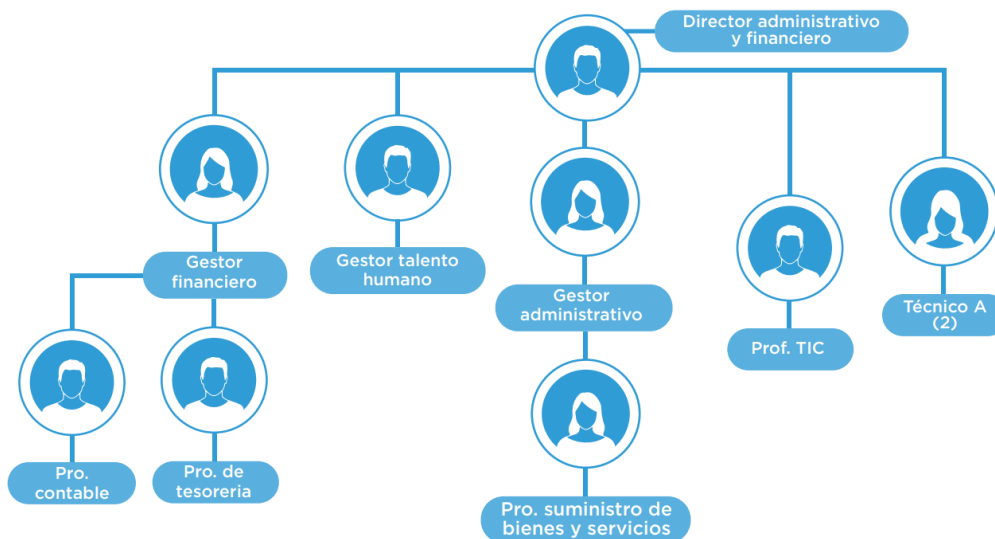 Director administrativo
y financiero
Gestor
financiero
Gestor talento
humano
Gestor
administrativo
Prof. TIC
Técnico A
(2)
Pro.
contable
Pro. de
tesoreria
Pro. suministro de
bienes y servicios